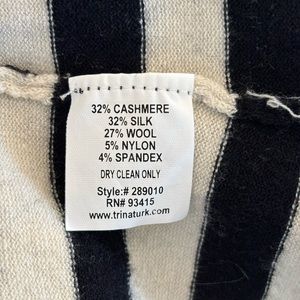 32% CASHMERE
32% SILK
27% WOOL
5% NYLON
4% SPANDEX
DRY CLEAN ONLY
Style:# 289010
RN# 93415
www.trinaturk.com